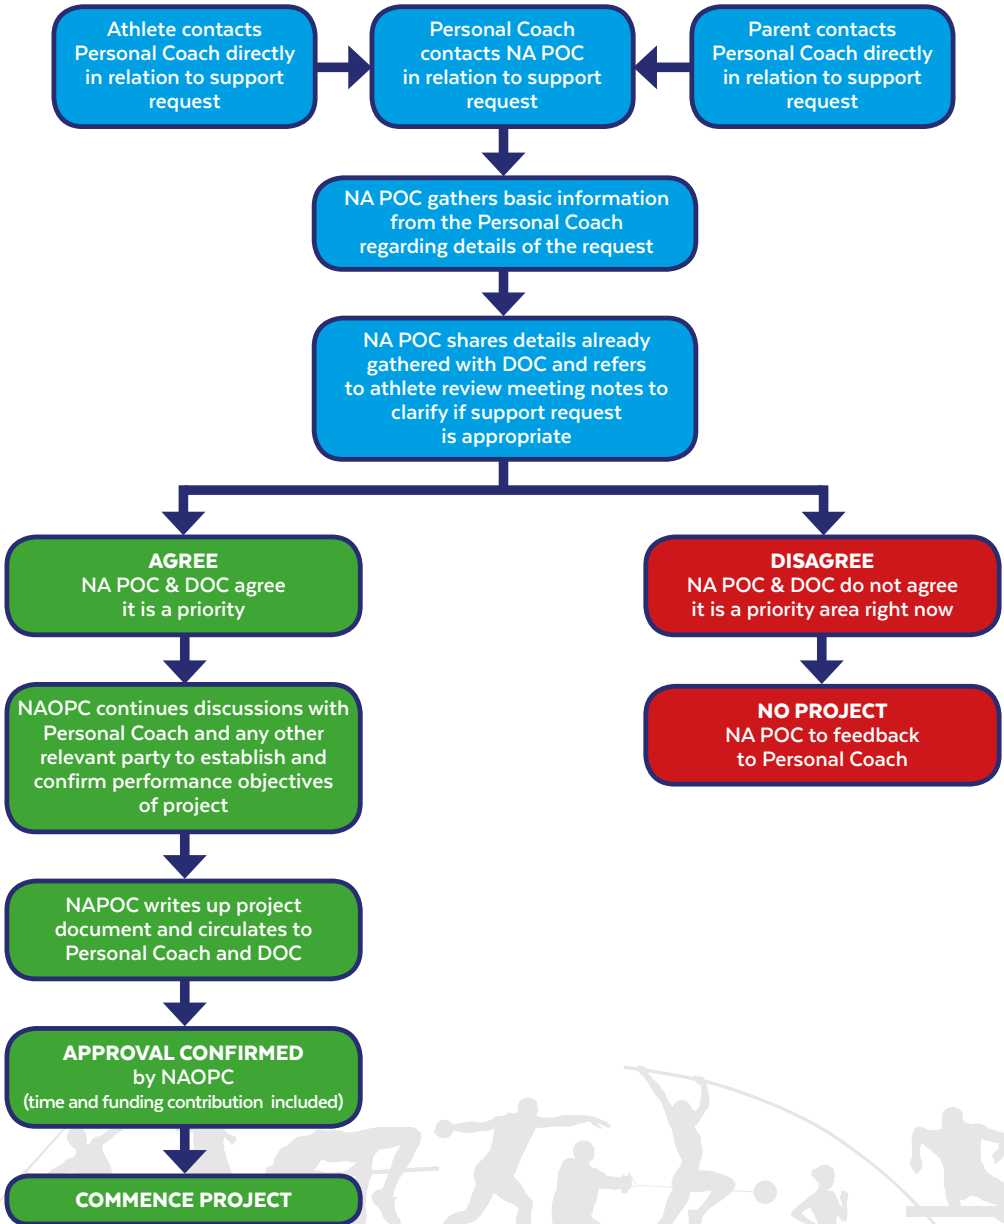 Athlete contacts
Personal Coach directly
in relation to support
request
Personal Coach
contacts NA POC
in relation to support
request
Parent contacts
Personal Coach directly
in relation to support
request
NA POC gathers basic information
from the Personal Coach
regarding details of the request
NA POC shares details already
gathered with DOC and refers
to athlete review meeting notes to
clarify if support request
is appropriate
AGREE
NA POC & DOC agree
it is a priority
DISAGREE
NA POC & DOC do not agree
it is a priority area right now
NAOPC continues discussions with
Personal Coach and any other
relevant party to establish and
confirm performance objectives
of project
NO PROJECT
NA POC to feedback
to Personal Coach
NAPOC writes up project
document and circulates to
Personal Coach and DOC
APPROVAL CONFIRMED
by NAOPC
(time and funding contribution included)
COMMENCE PROJECT